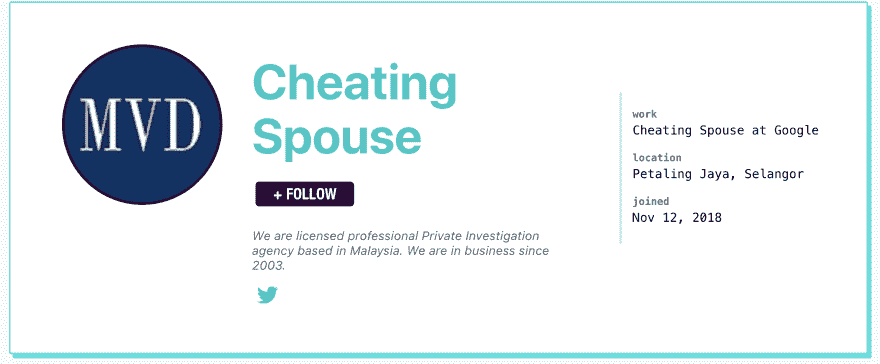 MVD
Cheating
Spouse
+ FOLLOW
We are licensed professional Private Investigation
agency based in Malaysia. We are in business since
2003.
work
Cheating Spouse at Google
location
Petaling Jaya, Selangor
joined
Nov 12, 2018